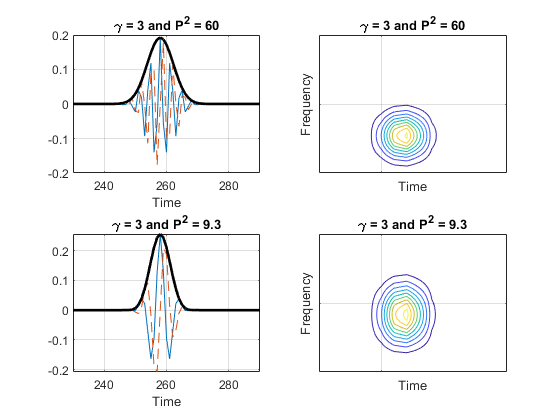 γ = 3 and P² = 60
0.2
0.1
0
-0.1
-0.2
240 260 280
Time
γ = 3 and P² = 60
Frequency
Time
γ = 3 and P² = 9.3
0.2
0.1
0
-0.1
-0.2
240 260 280
Time
γ = 3 and P² = 9.3
Frequency
Time